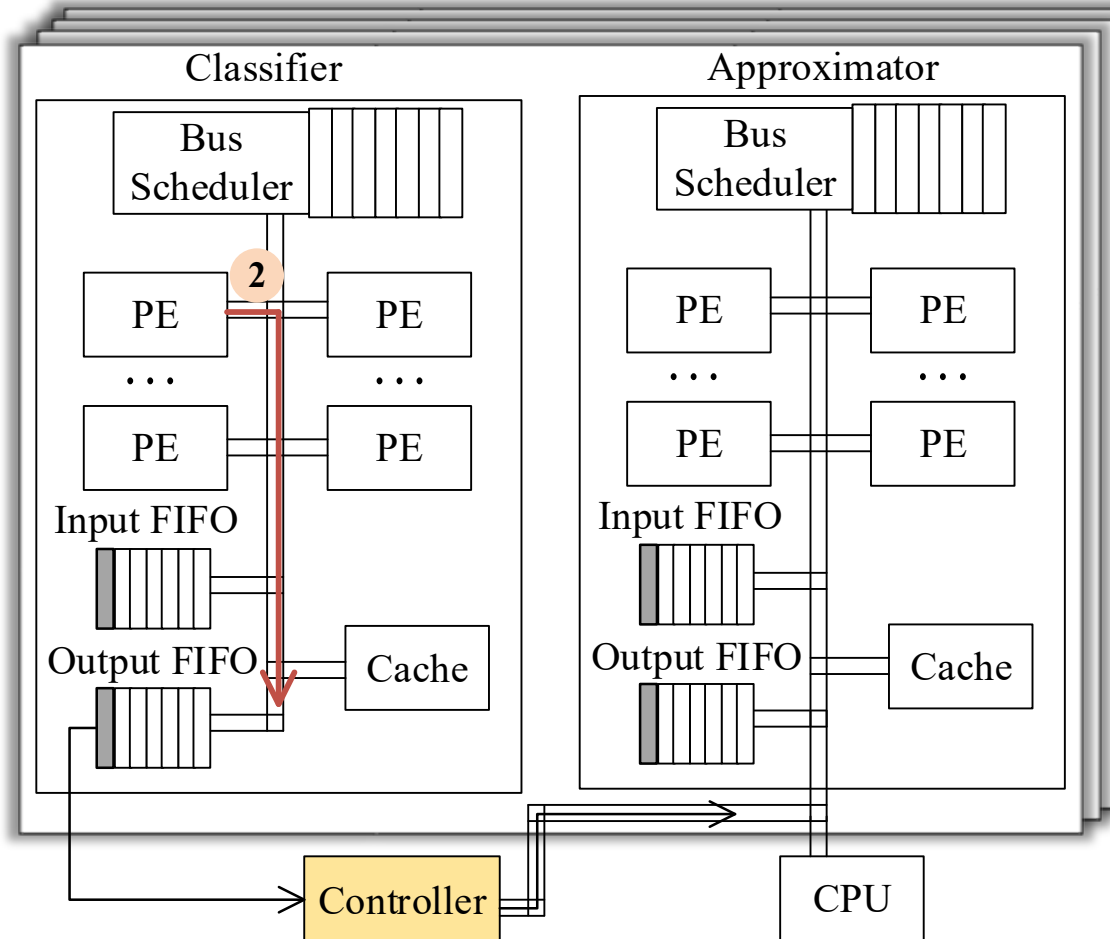 Classifier
Bus
Scheduler
2
PE
PE
...
...
PE
PE
Input FIFO
Output FIFO
Cache
Approximator
Bus
Scheduler
PE
PE
...
...
PE
PE
Input FIFO
Output FIFO
Cache
Controller
CPU